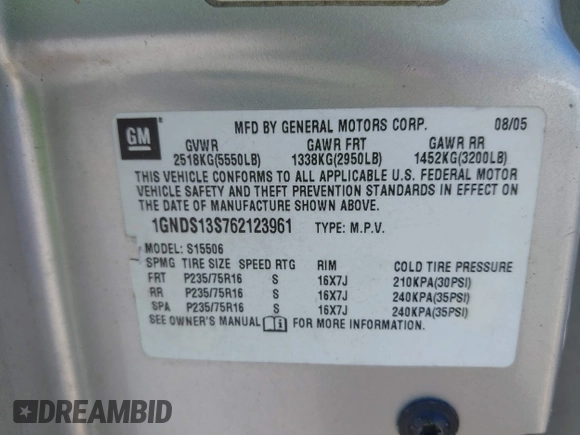 GM
MFD BY GENERAL MOTORS CORP. 08/05
GVWR GAWR FRT GAWR RR
2518KG(5550LB) 1338KG(2950LB) 1452KG(3200LB)
THIS VEHICLE CONFORMS TO ALL APPLICABLE U.S. FEDERAL MOTOR
VEHICLE SAFETY AND THEFT PREVENTION STANDARDS IN EFFECT ON
THE DATE OF MANUFACTURE SHOWN ABOVE.
1GNDS13S762123961 TYPE: M.P.V.
MODEL: S15506
SPMG TIRE SIZE SPEED RTG RIM COLD TIRE PRESSURE
FRT P235/75R16 S 16X7J 210KPA(30PSI)
RR P235/75R16 S 16X7J 240KPA(35PSI)
SPA P235/75R16 S 16X7J 240KPA(35PSI)
SEE OWNER'S MANUAL FOR MORE INFORMATION.
DREAMBID